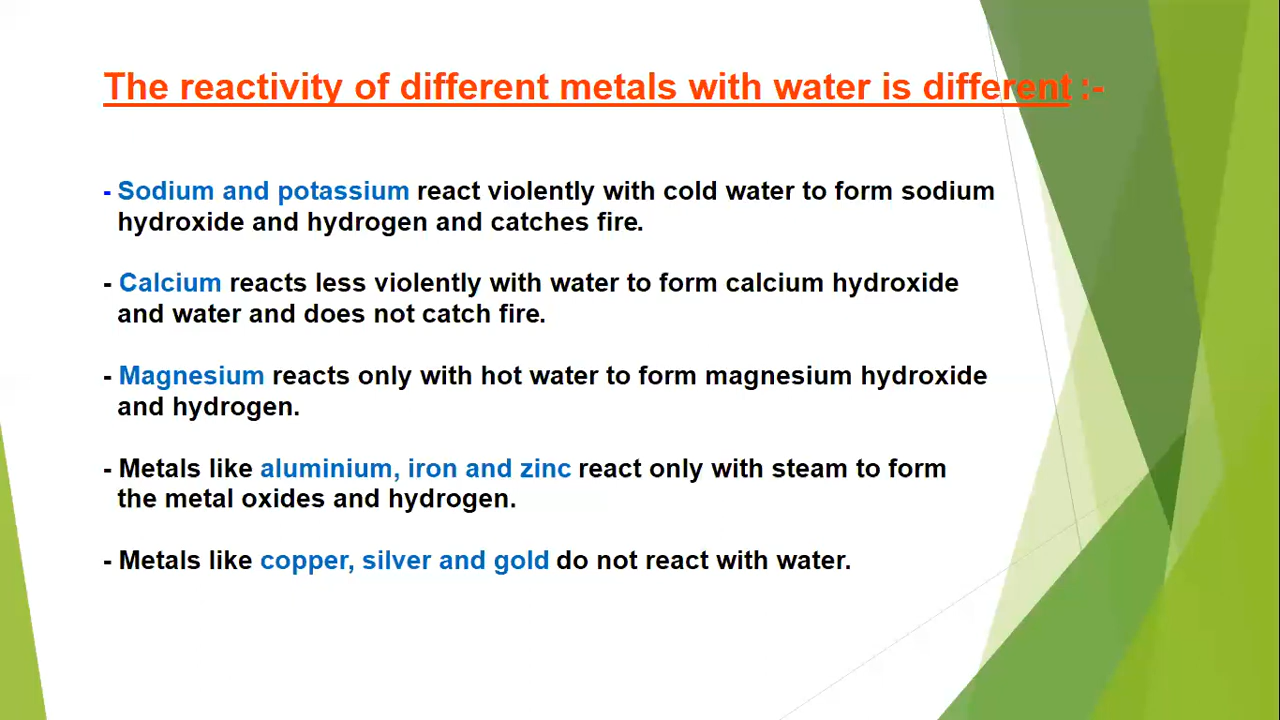 The reactivity of different metals with water is different :-
- Sodium and potassium react violently with cold water to form sodium
hydroxide and hydrogen and catches fire.
- Calcium reacts less violently with water to form calcium hydroxide
and water and does not catch fire.
- Magnesium reacts only with hot water to form magnesium hydroxide
and hydrogen.
- Metals like aluminium, iron and zinc react only with steam to form
the metal oxides and hydrogen.
- Metals like copper, silver and gold do not react with water.